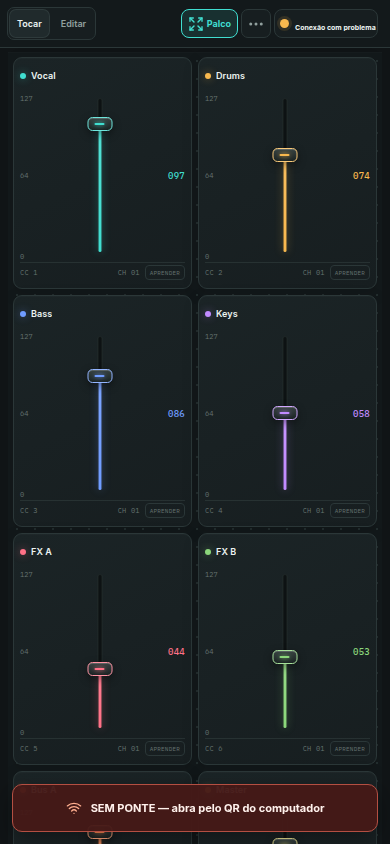 Tocar Editar Palco ••• Conexão com problema
Vocal Drums
127 127
64 097 64 074
0 0
CC 1 CH 01 APRENDER CC 2 CH 01 APRENDER
Bass Keys
127 127
64 086 64 058
0 0
CC 3 CH 01 APRENDER CC 4 CH 01 APRENDER
FX A FX B
127 127
64 044 64 053
0 0
CC 5 CH 01 APRENDER CC 6 CH 01 APRENDER
SEM PONTE — abra pelo QR do computador